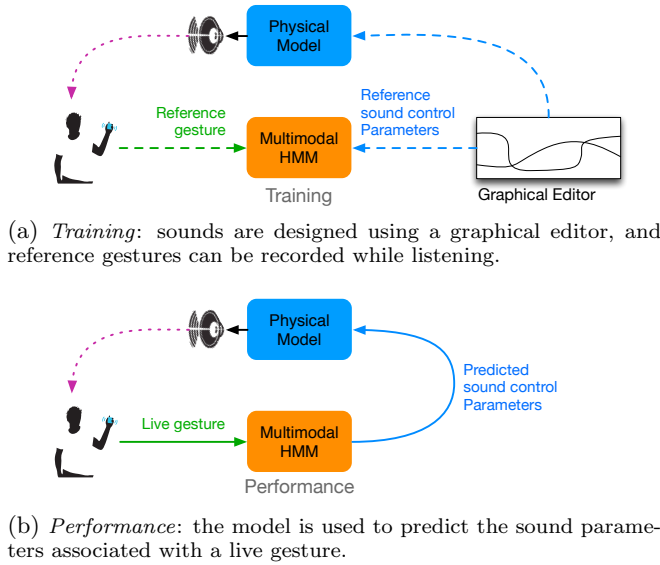 Physical
Model
Reference
gesture
Reference
sound control
Parameters
Multimodal
HMM
Training
Graphical Editor
(a) Training: sounds are designed using a graphical editor, and
reference gestures can be recorded while listening.
Physical
Model
Predicted
sound control
Parameters
Live gesture
Multimodal
HMM
Performance
(b) Performance: the model is used to predict the sound parame-
ters associated with a live gesture.